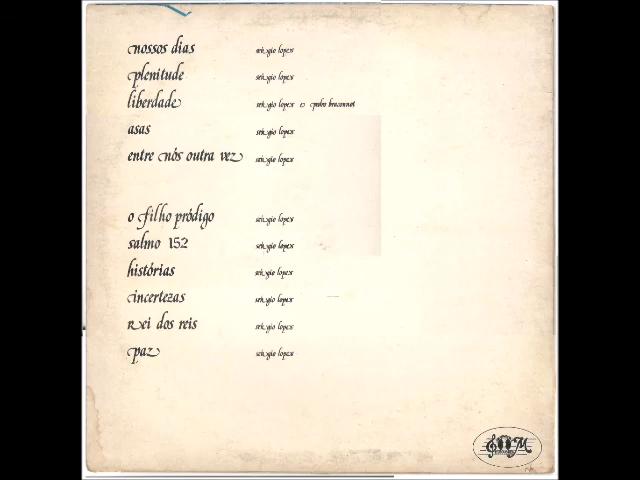 nossos dias sérgio lopes
plenitude sérgio lopes
liberdade sérgio lopes e pedro braconnot
asas sérgio lopes
entre nós outra vez sérgio lopes
o filho pródigo sérgio lopes
salmo 152 sérgio lopes
histórias sérgio lopes
incertezas sérgio lopes
rei dos reis sérgio lopes
paz sérgio lopes